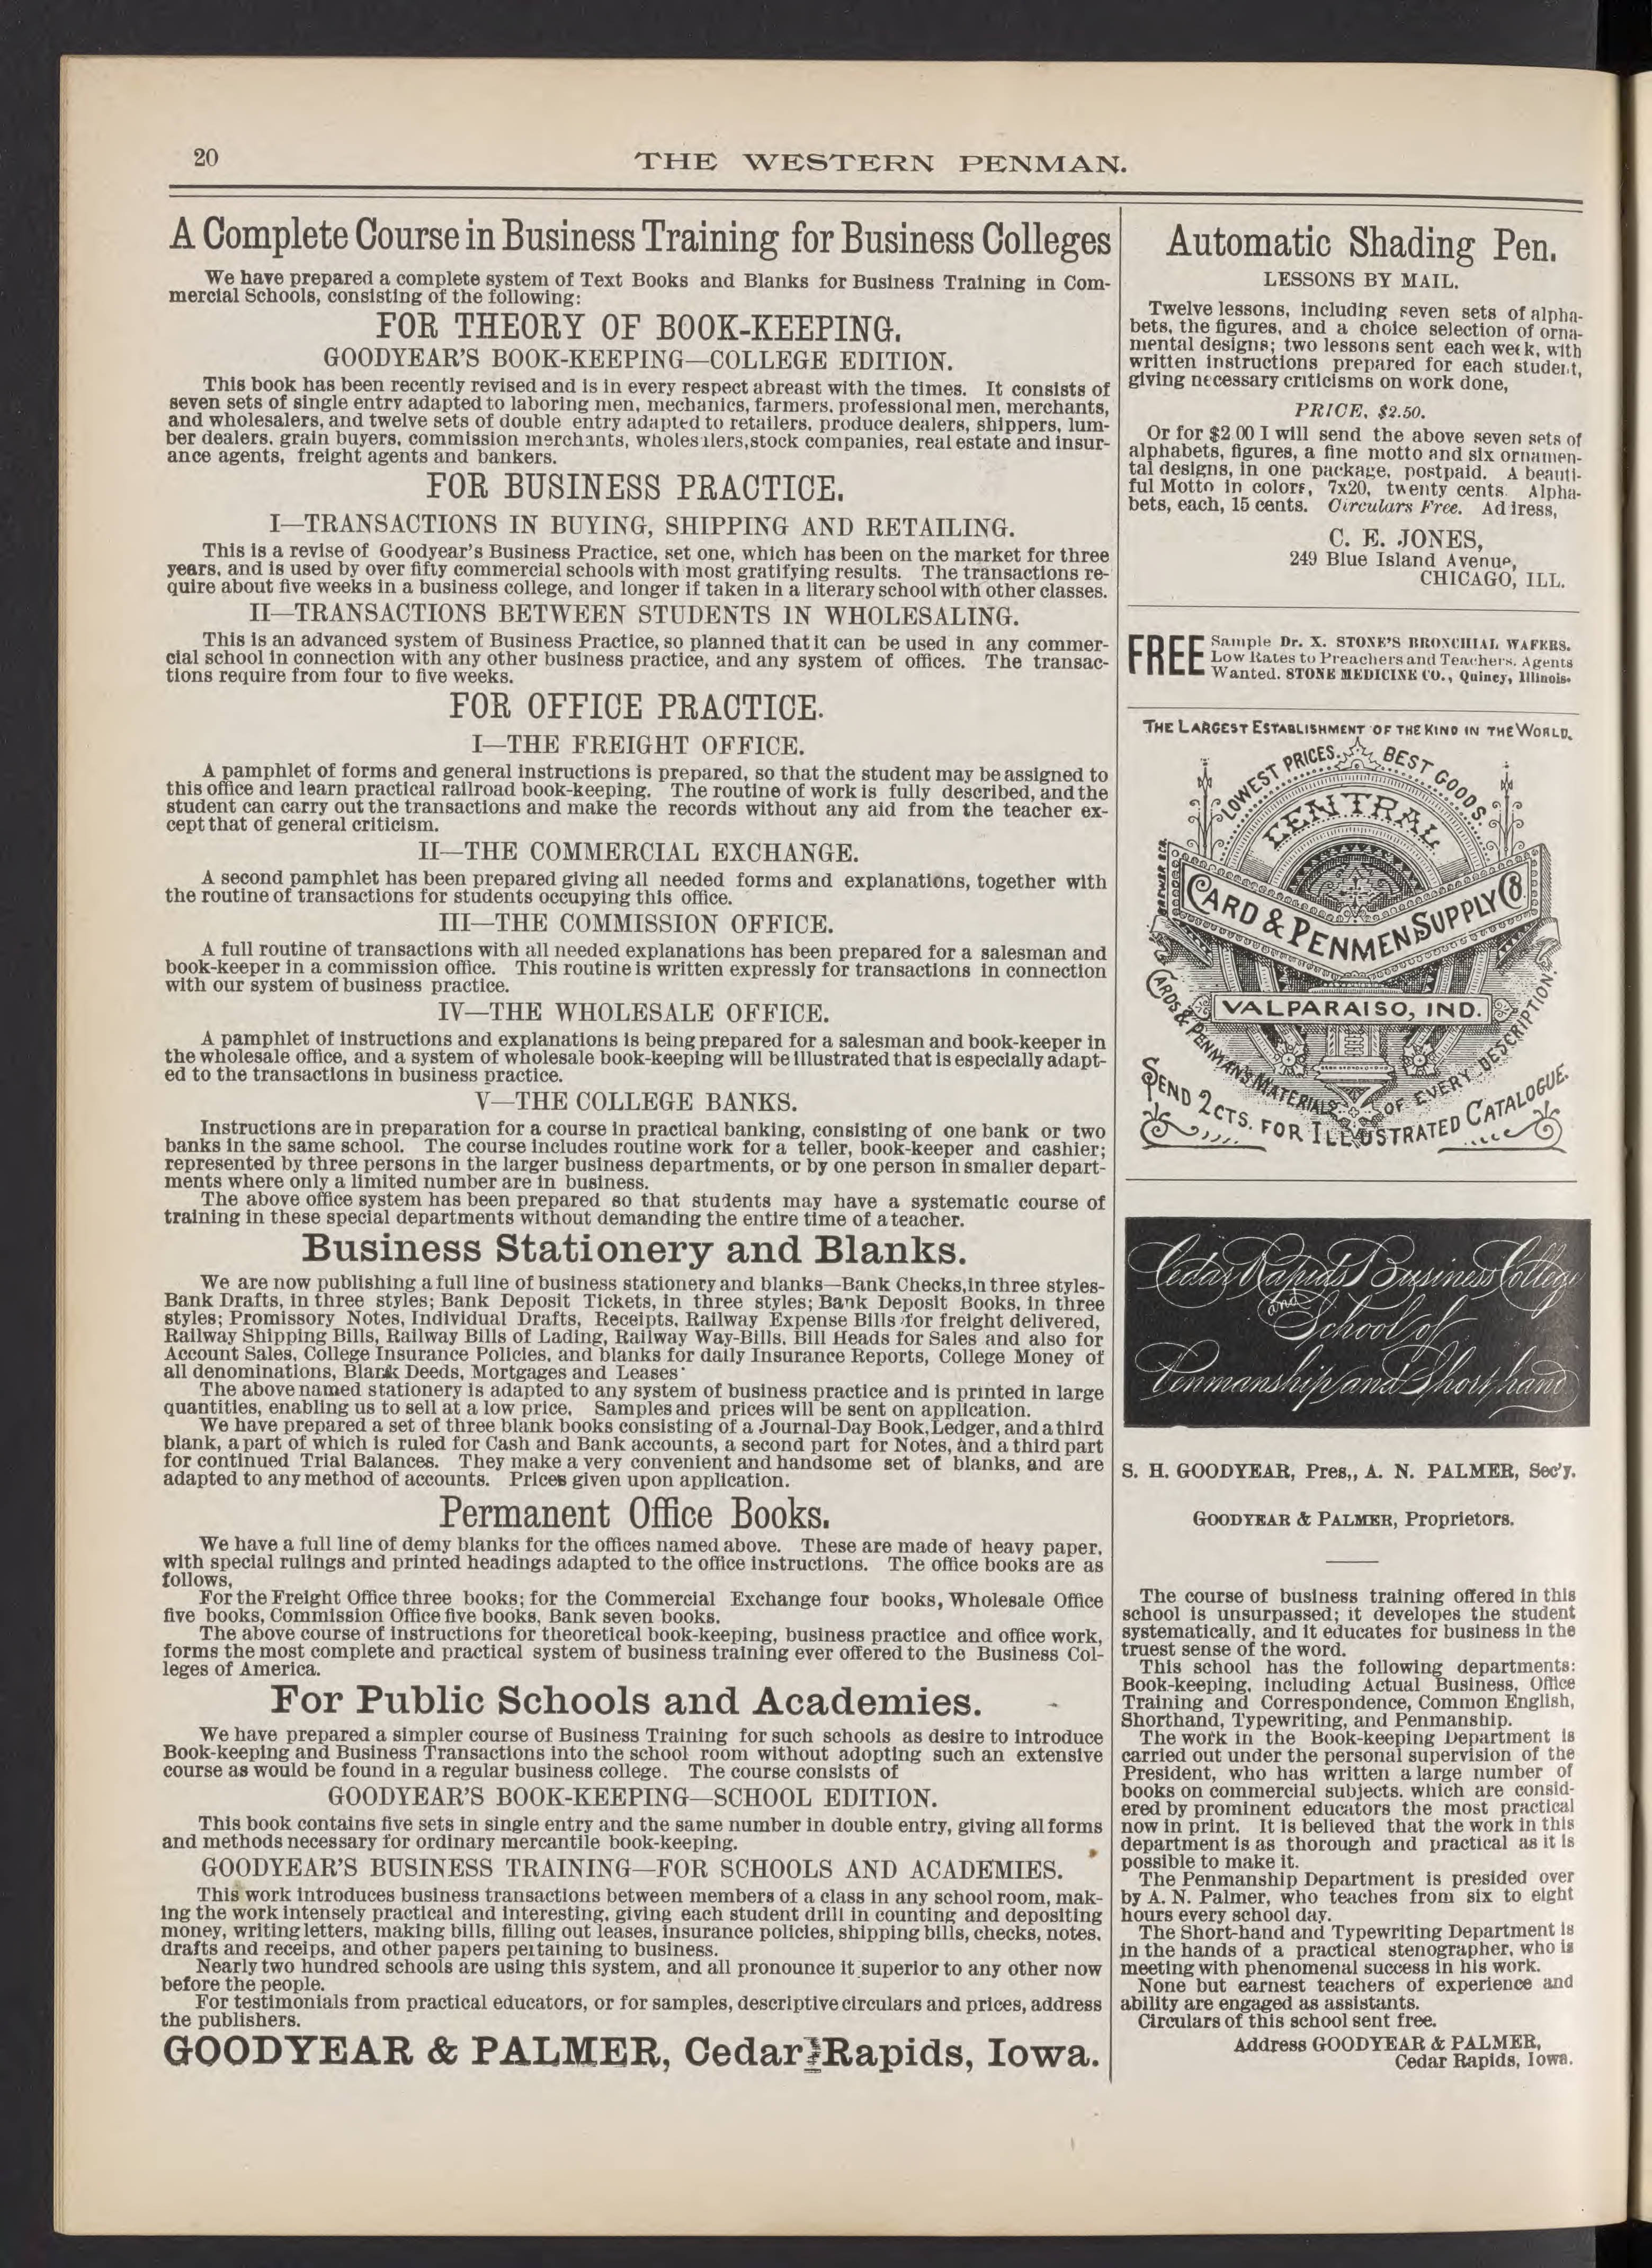 20
THE WESTERN PENMAN.
A Complete Course in Business Training for Business Colleges
We have prepared a complete system of Text Books and Blanks for Business Training in Com-
mercial Schools, consisting of the following:
FOR THEORY OF BOOK-KEEPING.
GOODYEAR'S BOOK-KEEPING—COLLEGE EDITION.
This book has been recently revised and is in every respect abreast with the times. It consists of
seven sets of single entry adapted to laboring men, mechanics, farmers, professional men, merchants,
and wholesalers, and twelve sets of double entry adapted to retailers, produce dealers, shippers, lum-
ber dealers, grain buyers, commission merchants, wholesalers, stock companies, real estate and insur-
ance agents, freight agents and bankers.
FOR BUSINESS PRACTICE.
I—TRANSACTIONS IN BUYING, SHIPPING AND RETAILING.
This is a revise of Goodyear's Business Practice, set one, which has been on the market for three
years, and is used by over fifty commercial schools with most gratifying results. The transactions re-
quire about five weeks in a business college, and longer if taken in a literary school with other classes.
II—TRANSACTIONS BETWEEN STUDENTS IN WHOLESALING.
This is an advanced system of Business Practice, so planned that it can be used in any commer-
cial school in connection with any other business practice, and any system of offices. The transac-
tions require from four to five weeks.
FOR OFFICE PRACTICE.
I—THE FREIGHT OFFICE.
A pamphlet of forms and general instructions is prepared, so that the student may be assigned to
this office and learn practical railroad book-keeping. The routine of work is fully described, and the
student can carry out the transactions and make the records without any aid from the teacher ex-
cept that of general criticism.
II—THE COMMERCIAL EXCHANGE.
A second pamphlet has been prepared giving all needed forms and explanations, together with
the routine of transactions for students occupying this office.
III—THE COMMISSION OFFICE.
A full routine of transactions with all needed explanations has been prepared for a salesman and
book-keeper in a commission office. This routine is written expressly for transactions in connection
with our system of business practice.
IV—THE WHOLESALE OFFICE.
A pamphlet of instructions and explanations is being prepared for a salesman and book-keeper in
the wholesale office, and a system of wholesale book-keeping will be illustrated that is especially adapt-
ed to the transactions in business practice.
V—THE COLLEGE BANKS.
Instructions are in preparation for a course in practical banking, consisting of one bank or two
banks in the same school. The course includes routine work for a teller, book-keeper and cashier;
represented by three persons in the larger business departments, or by one person in smaller depart-
ments where only a limited number are in business.
The above office system has been prepared so that students may have a systematic course of
training in these special departments without demanding the entire time of a teacher.
Business Stationery and Blanks.
We are now publishing a full line of business stationery and blanks—Bank Checks, in three styles-
Bank Drafts, in three styles; Bank Deposit Tickets, in three styles; Bank Deposit Books, in three
styles; Promissory Notes, Individual Drafts, Receipts, Railway Expense Bills for freight delivered,
Railway Shipping Bills, Railway Bills of Lading, Railway Way-Bills, Bill Heads for Sales and also for
Account Sales, College Insurance Policies, and blanks for daily Insurance Reports, College Money of
all denominations, Blank Deeds, Mortgages and Leases
The above named stationery is adapted to any system of business practice and is printed in large
quantities, enabling us to sell at a low price. Samples and prices will be sent on application.
We have prepared a set of three blank books consisting of a Journal-Day Book, Ledger, and a third
blank, a part of which is ruled for Cash and Bank accounts, a second part for Notes, and a third part
for continued Trial Balances. They make a very convenient and handsome set of blanks, and are
adapted to any method of accounts. Prices given upon application.
Permanent Office Books.
We have a full line of demy blanks for the offices named above. These are made of heavy paper,
with special rulings and printed headings adapted to the office instructions. The office books are as
follows,
For the Freight Office three books; for the Commercial Exchange four books, Wholesale Office
five books, Commission Office five books, Bank seven books.
The above course of instructions for theoretical book-keeping, business practice and office work,
forms the most complete and practical system of business training ever offered to the Business Col-
leges of America.
For Public Schools and Academies.
We have prepared a simpler course of Business Training for such schools as desire to introduce
Book-keeping and Business Transactions into the school room without adopting such an extensive
course as would be found in a regular business college. The course consists of
GOODYEAR'S BOOK-KEEPING—SCHOOL EDITION.
This book contains five sets in single entry and the same number in double entry, giving all forms
and methods necessary for ordinary mercantile book-keeping.
GOODYEAR'S BUSINESS TRAINING—FOR SCHOOLS AND ACADEMIES.
This work introduces business transactions between members of a class in any school room, mak-
ing the work intensely practical and interesting, giving each student drill in counting and depositing
money, writing letters, making bills, filling out leases, insurance policies, shipping bills, checks, notes,
drafts and receips, and other papers pertaining to business.
Nearly two hundred schools are using this system, and all pronounce it superior to any other now
before the people.
For testimonials from practical educators, or for samples, descriptive circulars and prices, address
the publishers.
GOODYEAR & PALMER, Cedar Rapids, Iowa.
Automatic Shading Pen.
LESSONS BY MAIL.
Twelve lessons, including seven sets of alpha-
bets, the figures, and a choice selection of orna-
mental designs; two lessons sent each week, with
written instructions prepared for each student,
giving necessary criticisms on work done,
PRICE, $2.50.
Or for $2.00 I will send the above seven sets of
alphabets, figures, a fine motto and six ornamen-
tal designs, in one package, postpaid. A beauti-
ful Motto in colors, 7x20, twenty cents. Alpha-
bets, each, 15 cents. Circulars Free. Address,
C. E. JONES,
249 Blue Island Avenue,
CHICAGO, ILL.
FREE Sample Dr. X. STONE'S BRONCHIAL WAFERS.
Low Rates to Preachers and Teachers. Agents
Wanted. STONE MEDICINE CO., Quincy, Illinois.
THE LARGEST ESTABLISHMENT OF THE KIND IN THE WORLD.
LOWEST PRICES, BEST GOODS.
CENTRAL
CARD & PENMEN SUPPLY CO.
VALPARAISO, IND.
CARDS & PENMAN'S MATERIALS OF EVERY DESCRIPTION.
SEND 2 CTS. FOR ILLUSTRATED CATALOGUE.
Cedar Rapids Business College
and
School of
Penmanship and Shorthand
S. H. GOODYEAR, Pres,, A. N. PALMER, Sec'y.
GOODYEAR & PALMER, Proprietors.
The course of business training offered in this
school is unsurpassed; it developes the student
systematically, and it educates for business in the
truest sense of the word.
This school has the following departments:
Book-keeping, including Actual Business, Office
Training and Correspondence, Common English,
Shorthand, Typewriting, and Penmanship.
The work in the Book-keeping Department is
carried out under the personal supervision of the
President, who has written a large number of
books on commercial subjects, which are consid-
ered by prominent educators the most practical
now in print. It is believed that the work in this
department is as thorough and practical as it is
possible to make it.
The Penmanship Department is presided over
by A. N. Palmer, who teaches from six to eight
hours every school day.
The Short-hand and Typewriting Department is
in the hands of a practical stenographer, who is
meeting with phenomenal success in his work.
None but earnest teachers of experience and
ability are engaged as assistants.
Circulars of this school sent free.
Address GOODYEAR & PALMER,
Cedar Rapids, Iowa.